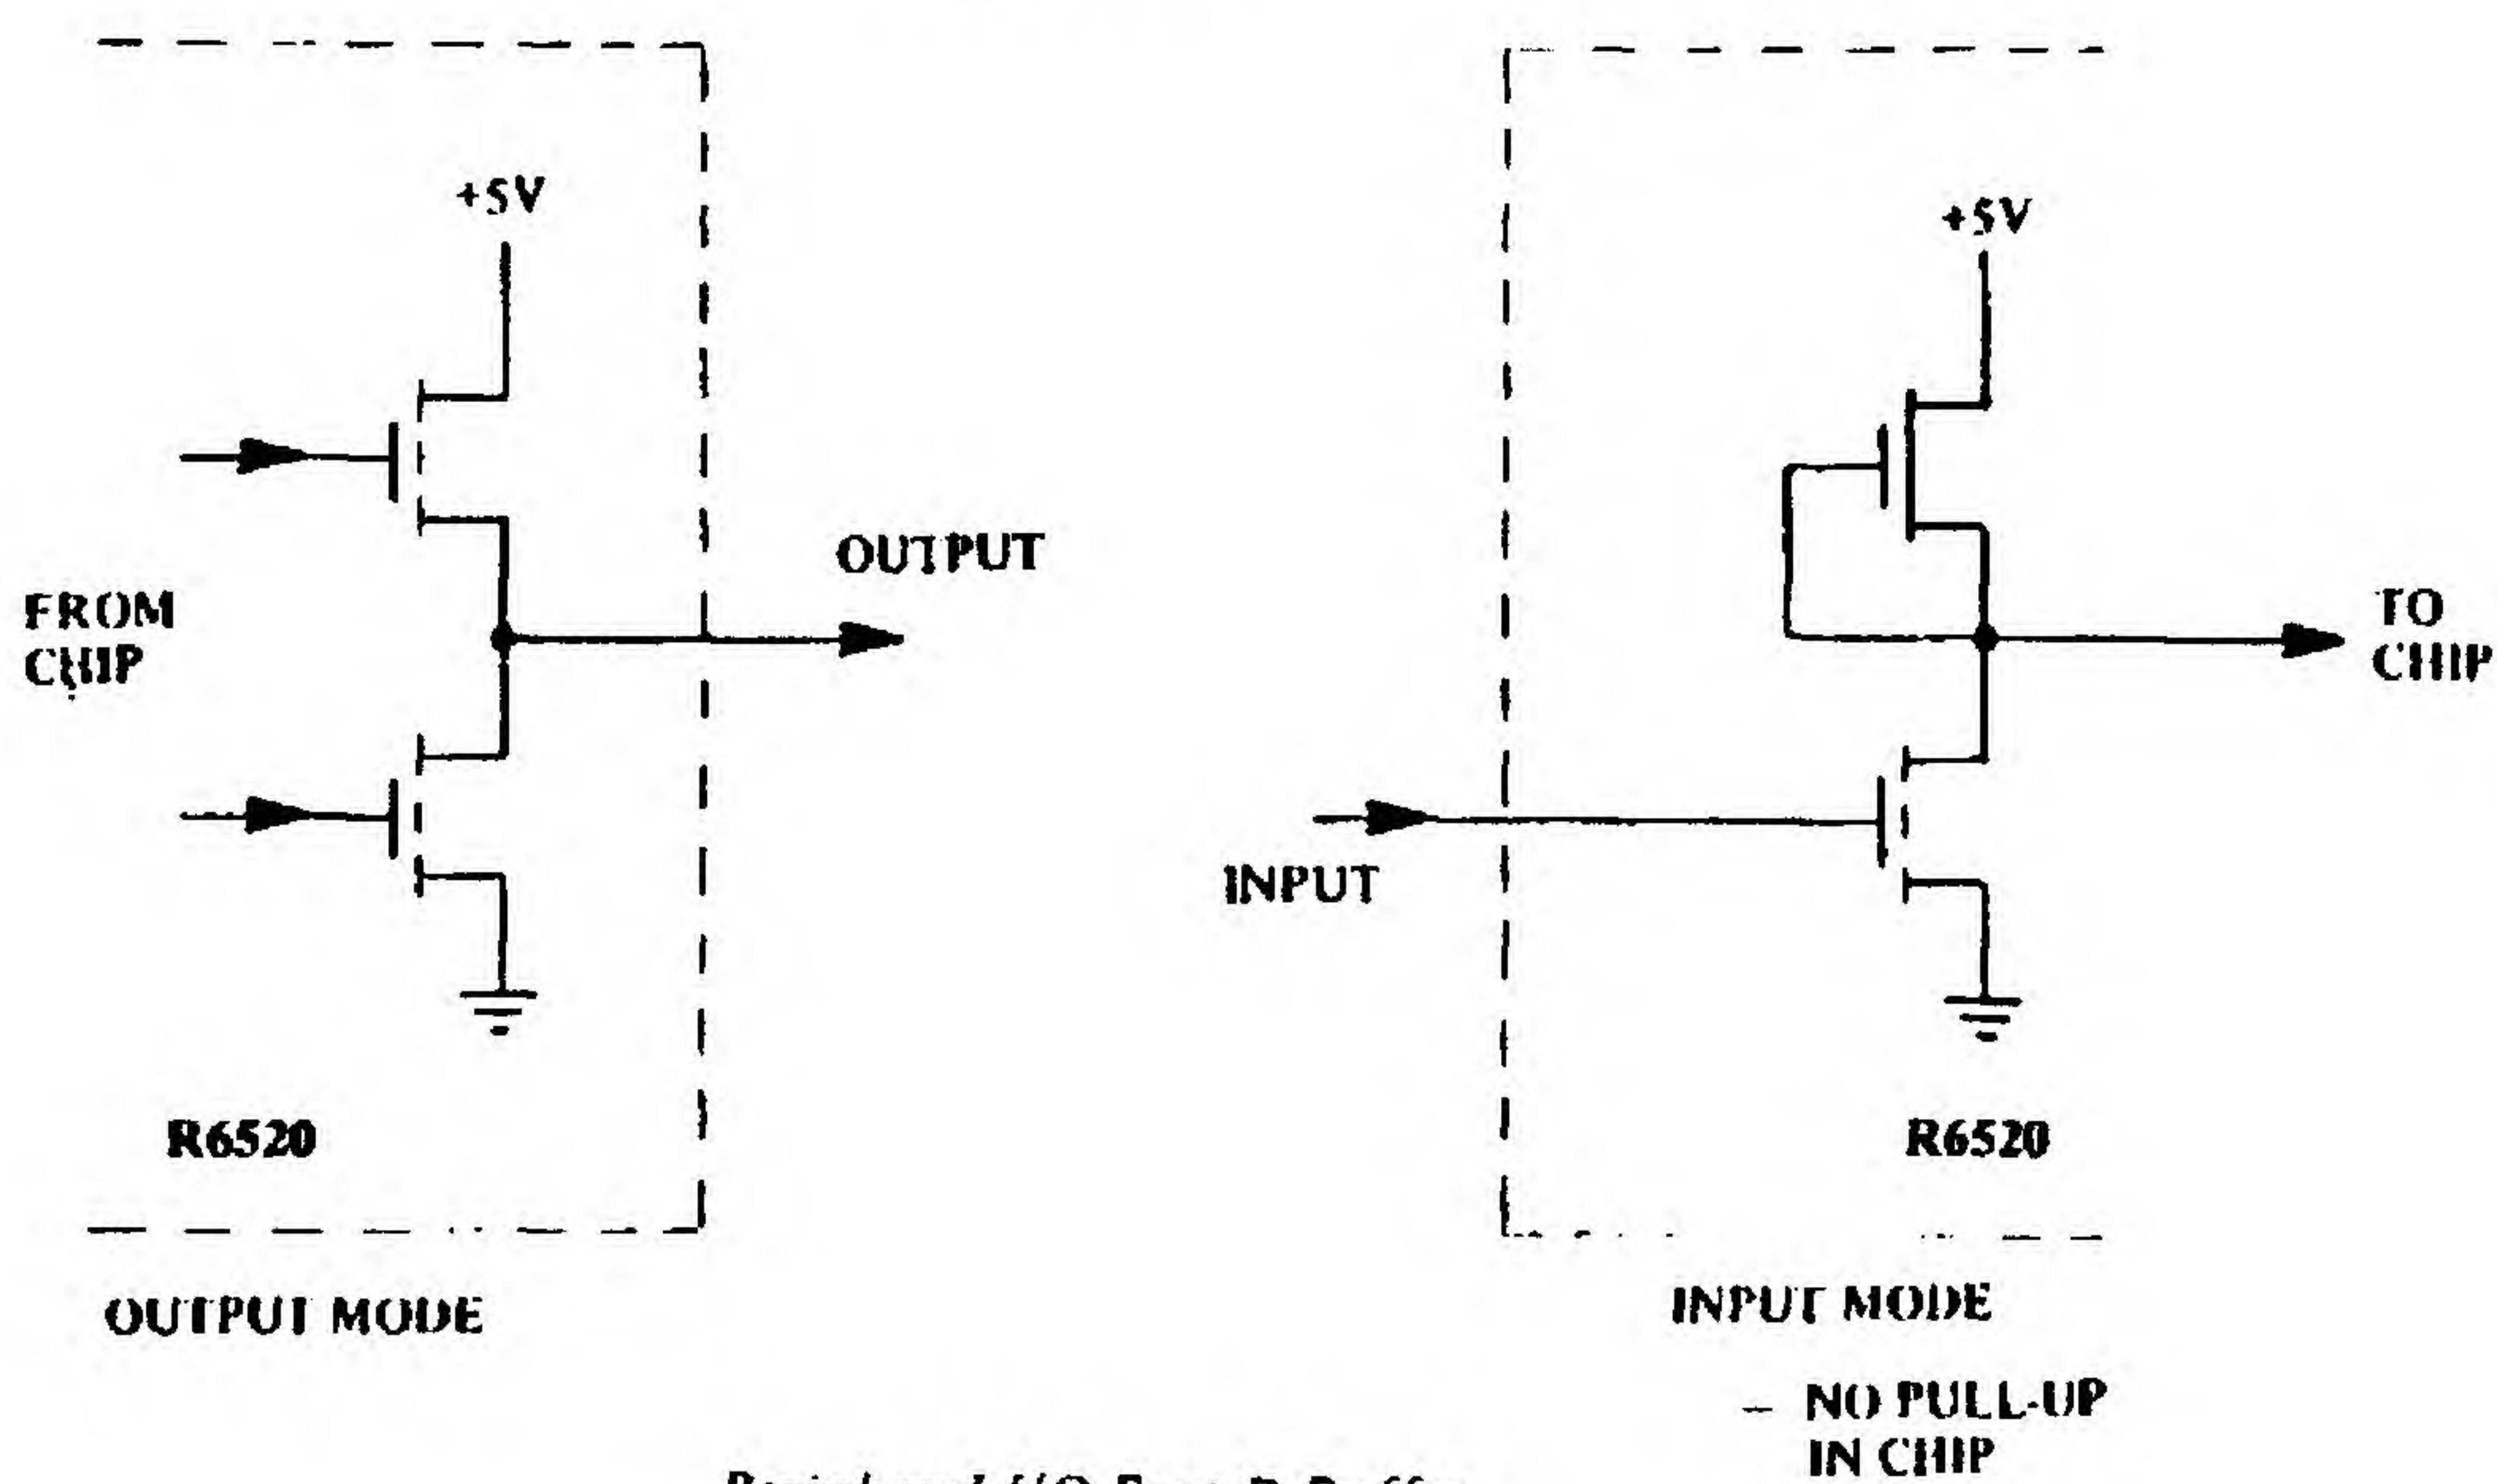 +5V
+5V
OUTPUT
FROM
CHIP
TO
CHIP
INPUT
R6520
R6520
OUTPUT MODE
INPUT MODE
– NO PULL-UP
IN CHIP